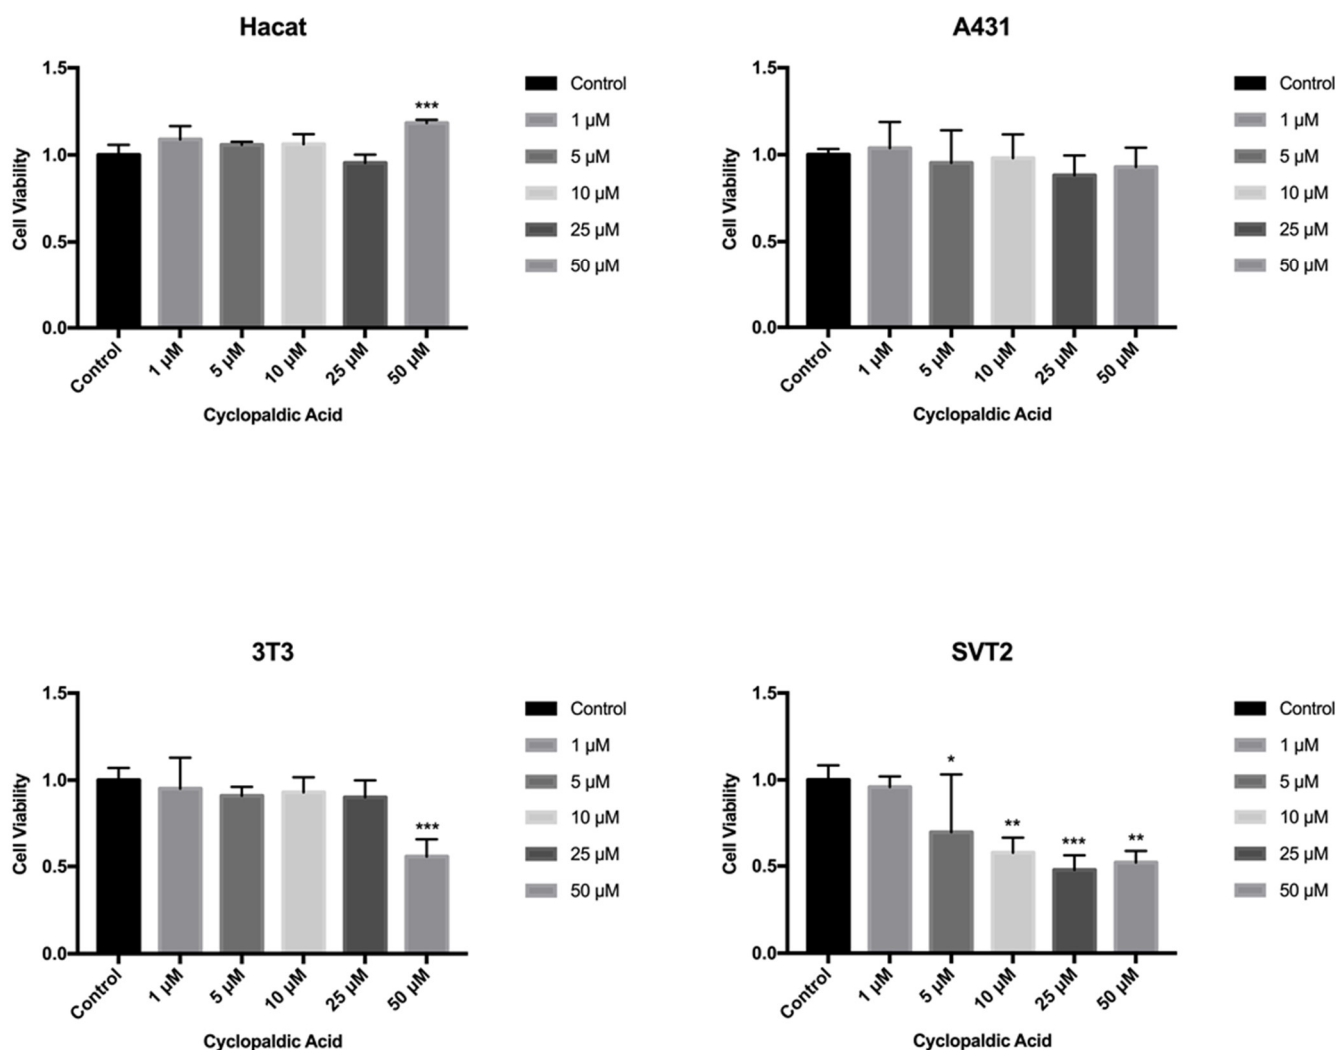 Hacat
1.5
1.0
0.5
0.0
Cell Viability
***
Control
1 µM
5 µM
10 µM
25 µM
50 µM
Cyclopaldic Acid
Control
1 µM
5 µM
10 µM
25 µM
50 µM
A431
1.5
1.0
0.5
0.0
Cell Viability
Control
1 µM
5 µM
10 µM
25 µM
50 µM
Cyclopaldic Acid
Control
1 µM
5 µM
10 µM
25 µM
50 µM
3T3
1.5
1.0
0.5
0.0
Cell Viability
***
Control
1 µM
5 µM
10 µM
25 µM
50 µM
Cyclopaldic Acid
Control
1 µM
5 µM
10 µM
25 µM
50 µM
SVT2
1.5
1.0
0.5
0.0
Cell Viability
*
**
***
**
Control
1 µM
5 µM
10 µM
25 µM
50 µM
Cyclopaldic Acid
Control
1 µM
5 µM
10 µM
25 µM
50 µM